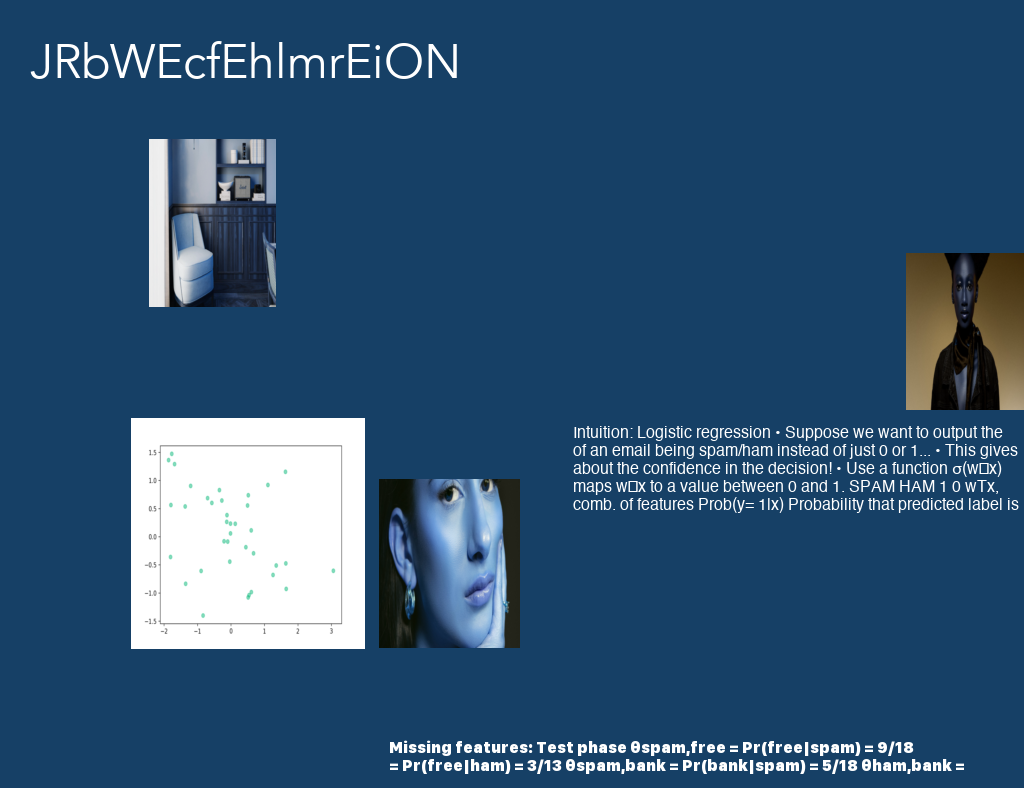 JRbWEcfEhlmrEiON
1.5
1.0
0.5
0.0
−0.5
−1.0
−1.5
−2 −1 0 1 2 3
Intuition: Logistic regression • Suppose we want to output the
of an email being spam/ham instead of just 0 or 1... • This gives
about the confidence in the decision! • Use a function σ(w□x)
maps w□x to a value between 0 and 1. SPAM HAM 1 0 wTx,
comb. of features Prob(y= 1|x) Probability that predicted label is
Missing features: Test phase θspam,free = Pr(free|spam) = 9/18
= Pr(free|ham) = 3/13 θspam,bank = Pr(bank|spam) = 5/18 θham,bank =